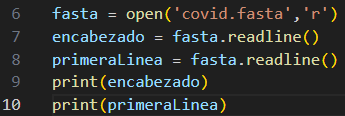 6 fasta = open('covid.fasta','r')
7 encabezado = fasta.readline()
8 primeraLinea = fasta.readline()
9 print(encabezado)
10 print(primeraLinea)